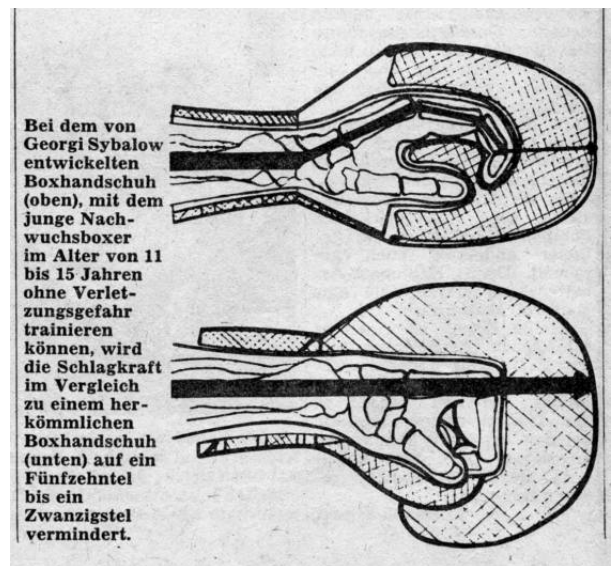 Bei dem von
Georgi Sybalow
entwickelten
Boxhandschuh
(oben), mit dem
junge Nach-
wuchsboxer
im Alter von 11
bis 15 Jahren
ohne Verlet-
zungsgefahr
trainieren
können, wird
die Schlagkraft
im Vergleich
zu einem her-
kömmlichen
Boxhandschuh
(unten) auf ein
Fünfzehntel
bis ein
Zwanzigstel
vermindert.